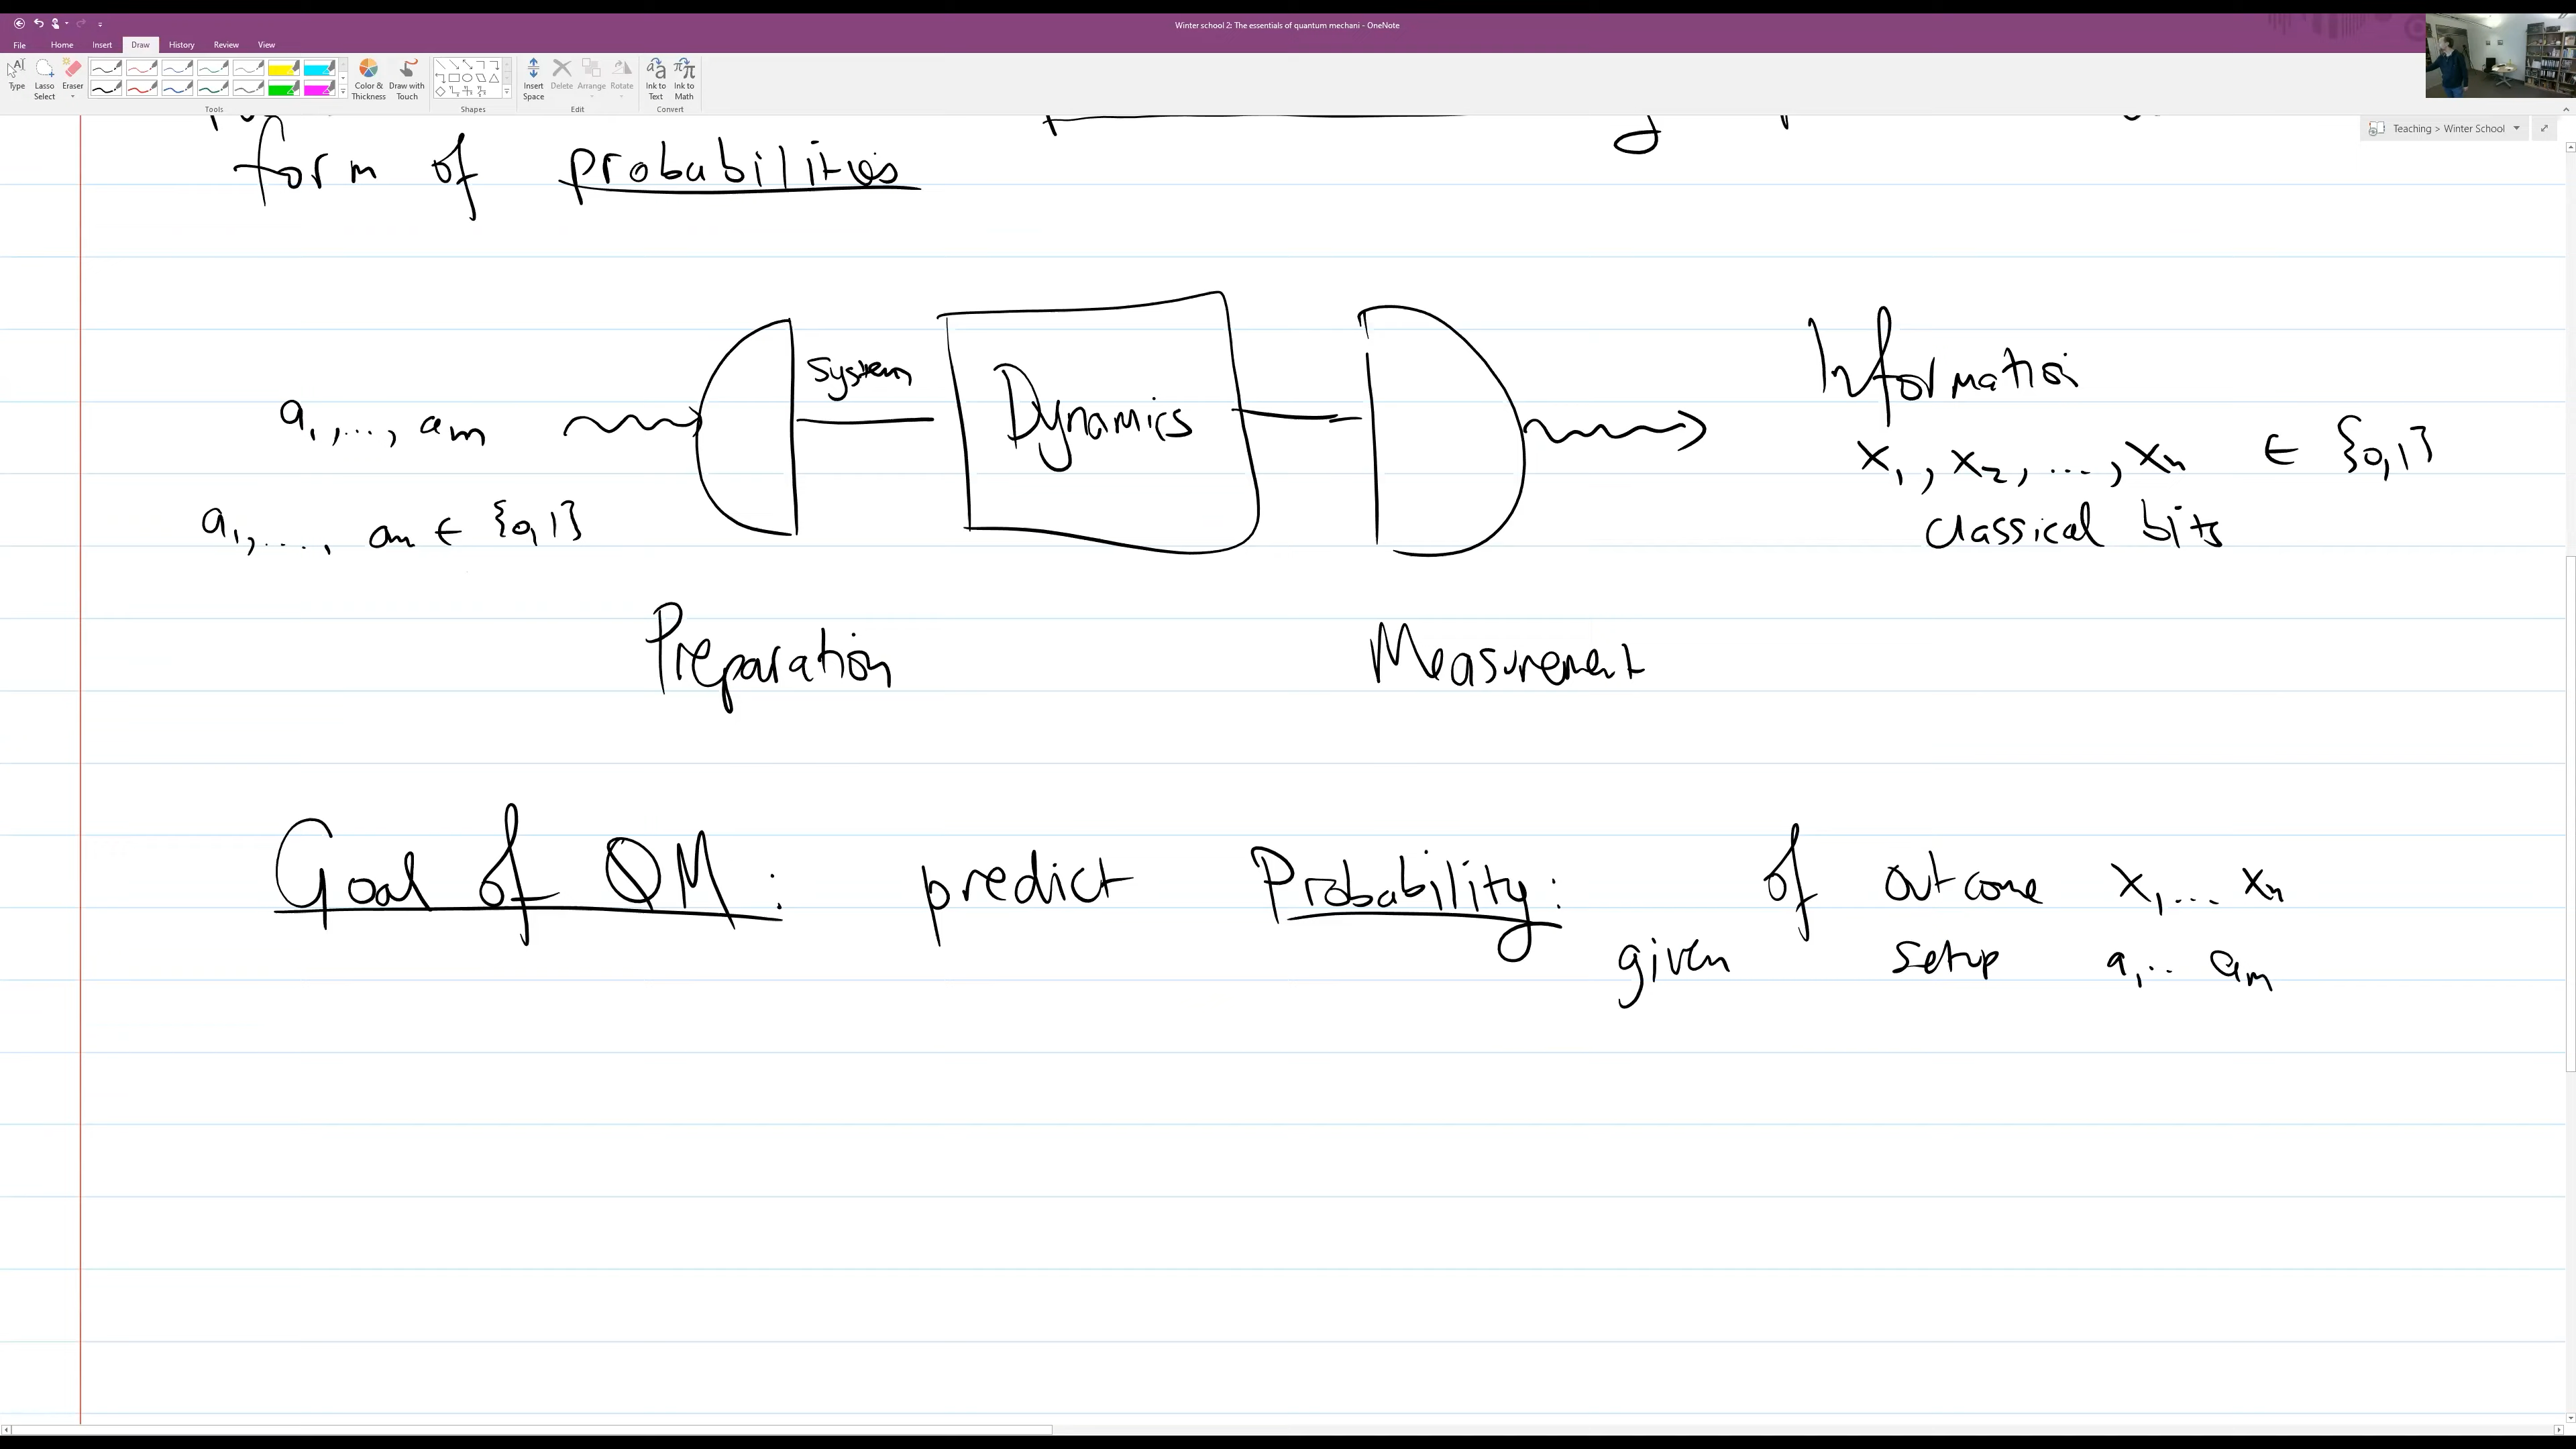 Winter school 2: The essentials of quantum mechani - OneNote
File Home Insert Draw History Review View
Type Lasso Select Eraser Color & Thickness Draw with Touch Insert Space Delete Arrange Rotate Ink to Text Ink to Math
Tools Shapes Edit Convert
Teaching > Winter School
form of probabilities
System
Information
a₁,..., aₘ Dynamics
x₁, x₂, ..., xₙ ∈ {0,1}
a₁,...., aₘ ∈ {0,1} classical bits
Preparation Measurement
Goal of QM: predict Probability: of outcome x₁... xₙ
given setup a₁.. aₘ